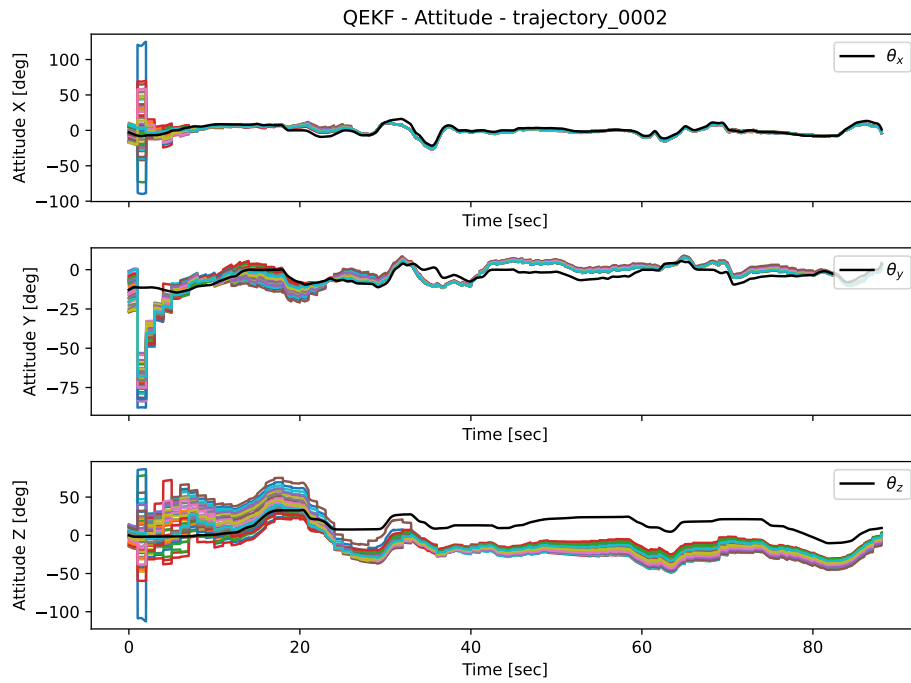 QEKF - Attitude - trajectory_0002
100
50
0
−50
−100
Attitude X [deg]
θx
Time [sec]
0
−25
−50
−75
Attitude Y [deg]
θy
Time [sec]
50
0
−50
−100
Attitude Z [deg]
θz
0 20 40 60 80
Time [sec]